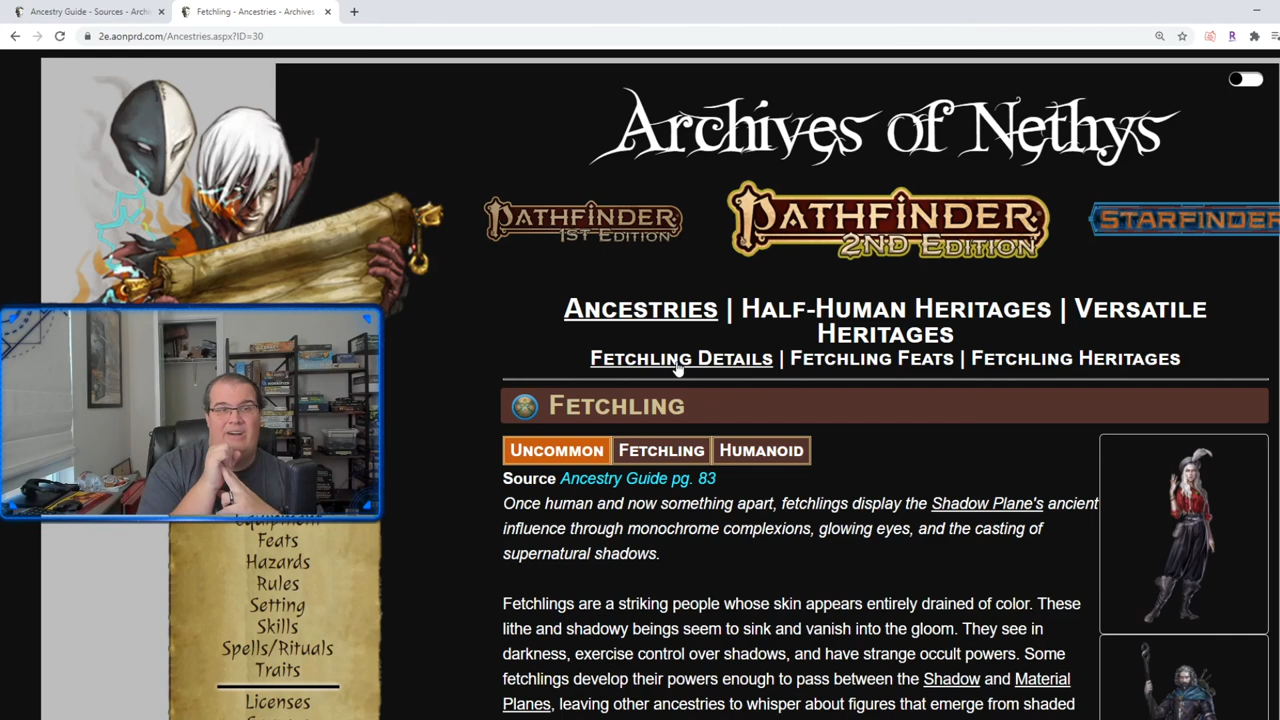 Ancestry Guide - Sources - Archi
Fetchling - Ancestries - Archives
2e.aonprd.com/Ancestries.aspx?ID=30
Archives of Nethys
PATHFINDER
1ST EDITION
PATHFINDER
2ND EDITION
STARFINDER
ANCESTRIES | HALF-HUMAN HERITAGES | VERSATILE
HERITAGES
FETCHLING DETAILS | FETCHLING FEATS | FETCHLING HERITAGES
FETCHLING
UNCOMMON FETCHLING HUMANOID
Source Ancestry Guide pg. 83
Once human and now something apart, fetchlings display the Shadow Plane's ancient
influence through monochrome complexions, glowing eyes, and the casting of
supernatural shadows.
Fetchlings are a striking people whose skin appears entirely drained of color. These
lithe and shadowy beings seem to sink and vanish into the gloom. They see in
darkness, exercise control over shadows, and have strange occult powers. Some
fetchlings develop their powers enough to pass between the Shadow and Material
Planes, leaving other ancestries to whisper about figures that emerge from shaded
Equipment
Feats
Hazards
Rules
Setting
Skills
Spells/Rituals
Traits
Licenses